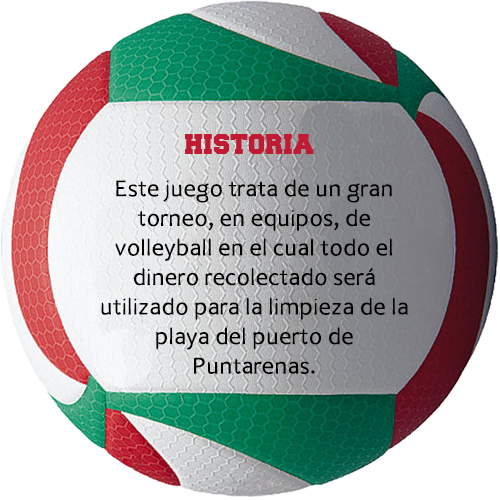 HISTORIA
Este juego trata de un gran
torneo, en equipos, de
volleyball en el cual todo el
dinero recolectado será
utilizado para la limpieza de la
playa del puerto de
Puntarenas.